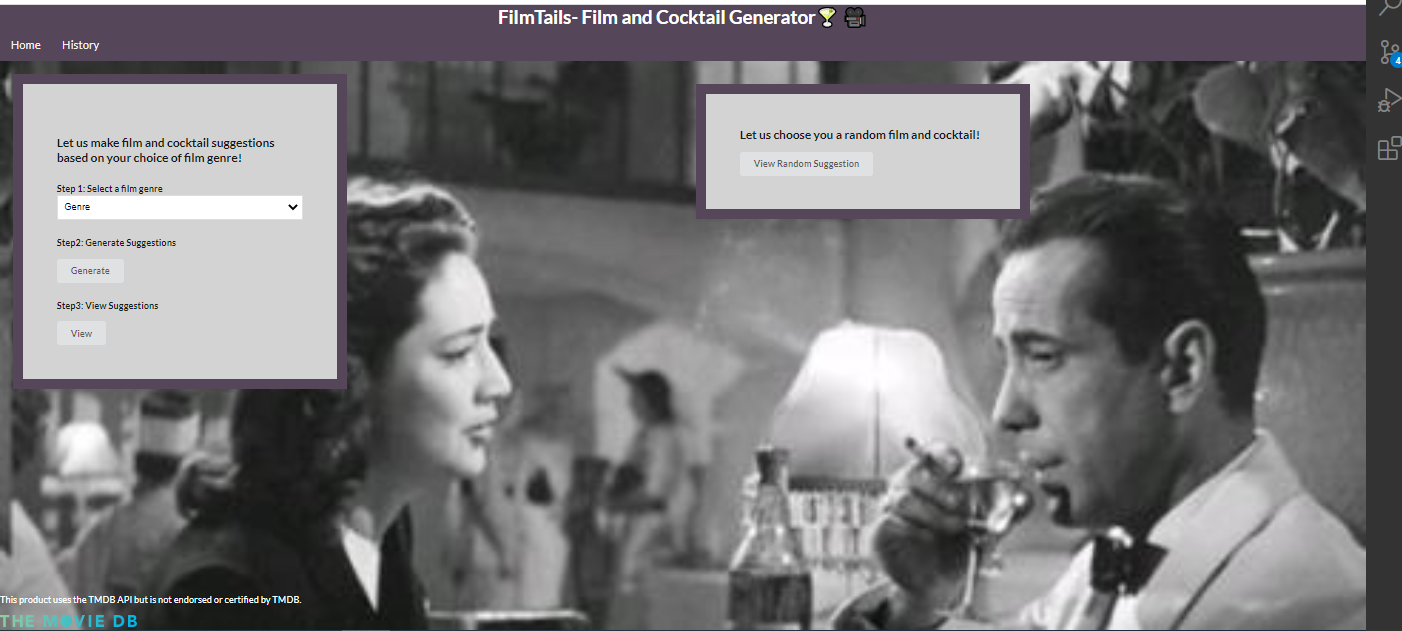 FilmTails- Film and Cocktail Generator🍸 🎥
Home History
Let us make film and cocktail suggestions
based on your choice of film genre!
Step 1: Select a film genre
Genre
Step2: Generate Suggestions
Generate
Step3: View Suggestions
View
Let us choose you a random film and cocktail!
View Random Suggestion
This product uses the TMDB API but is not endorsed or certified by TMDB.
THE MOVIE DB
4